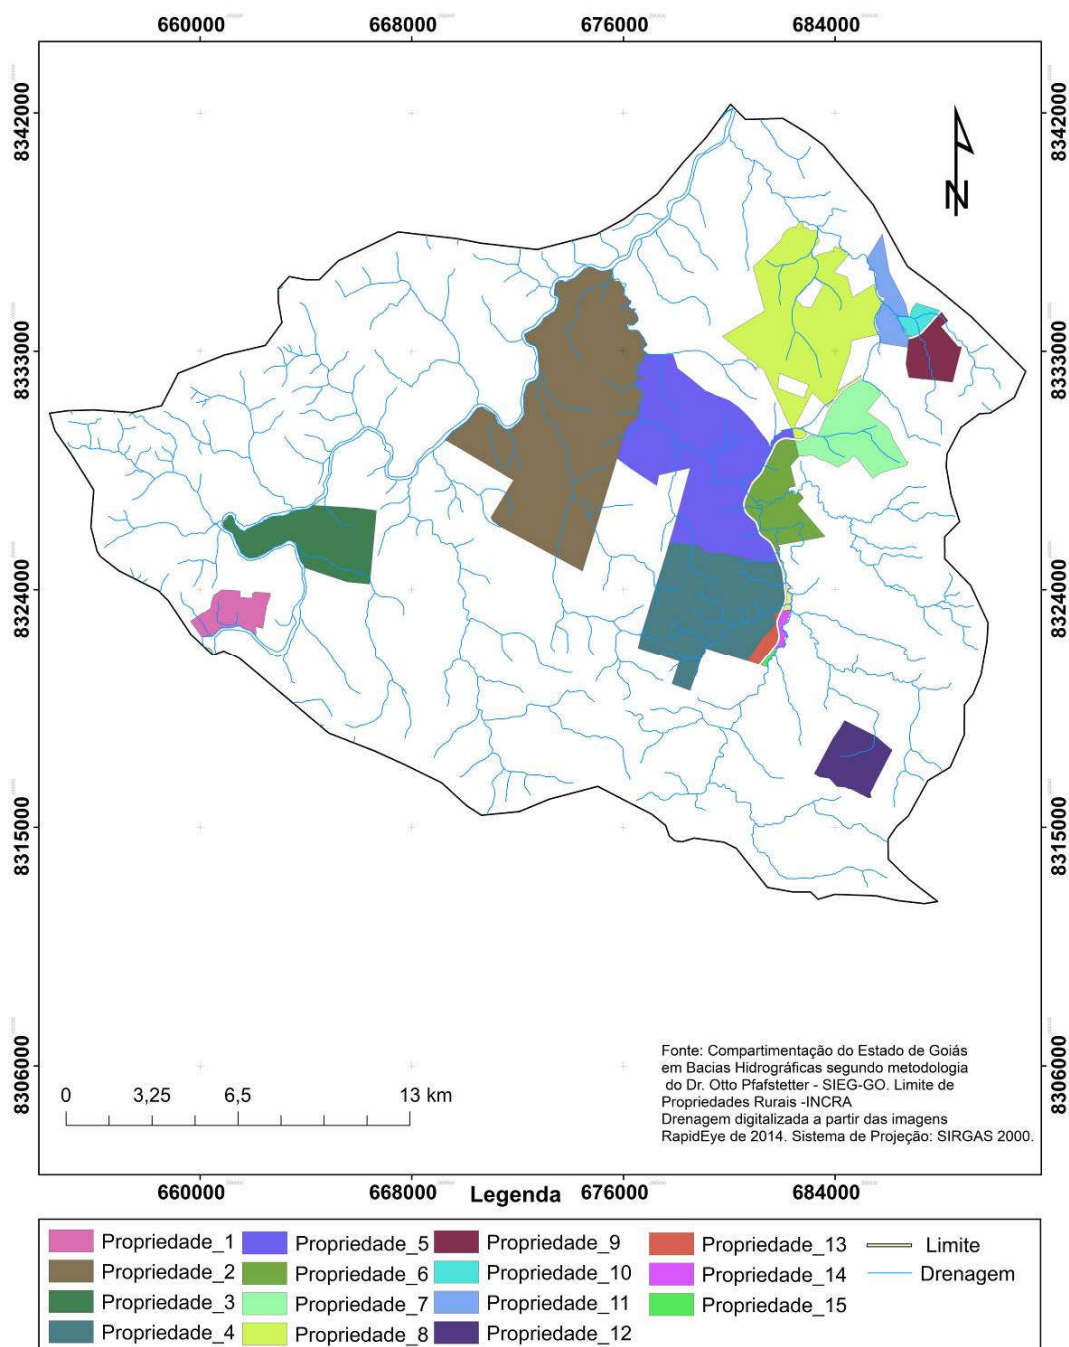 660000 668000 676000 684000
8342000 8342000
N
8333000 8333000
8324000 8324000
8315000 8315000
8306000 8306000
Fonte: Compartimentação do Estado de Goiás
em Bacias Hidrográficas segundo metodologia
do Dr. Otto Pfafstetter - SIEG-GO. Limite de
Propriedades Rurais -INCRA
Drenagem digitalizada a partir das imagens
RapidEye de 2014. Sistema de Projeção: SIRGAS 2000.
0 3,25 6,5 13 km
660000 668000 676000 684000
Legenda
Propriedade_1 Propriedade_5 Propriedade_9 Propriedade_13 Limite
Propriedade_2 Propriedade_6 Propriedade_10 Propriedade_14 Drenagem
Propriedade_3 Propriedade_7 Propriedade_11 Propriedade_15
Propriedade_4 Propriedade_8 Propriedade_12